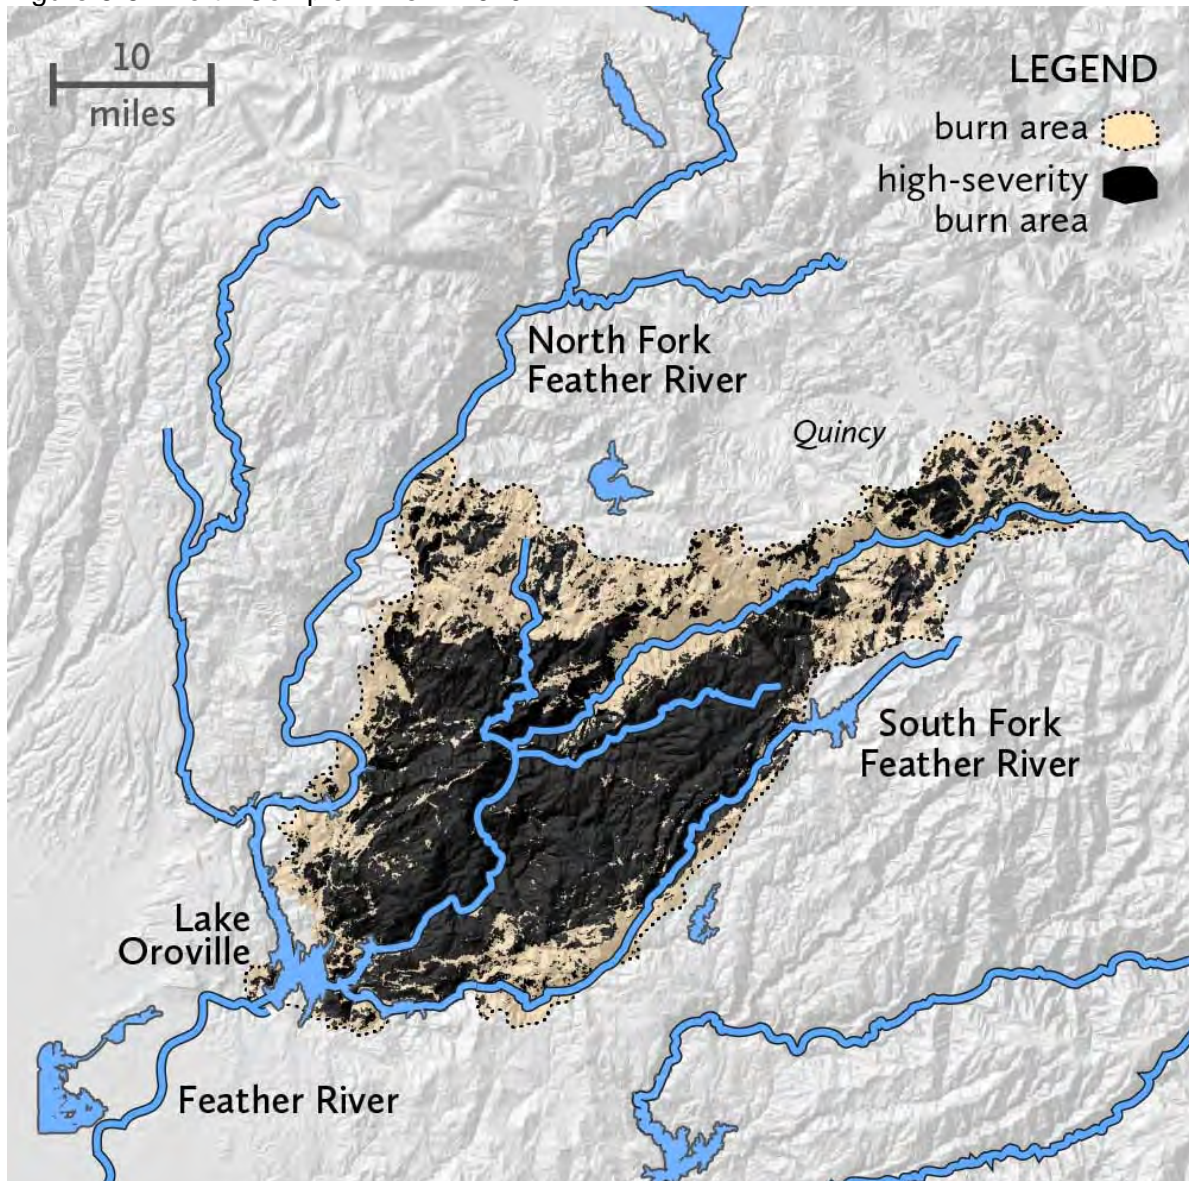 10
miles
LEGEND
burn area
high-severity
burn area
North Fork
Feather River
Quincy
South Fork
Feather River
Lake
Oroville
Feather River